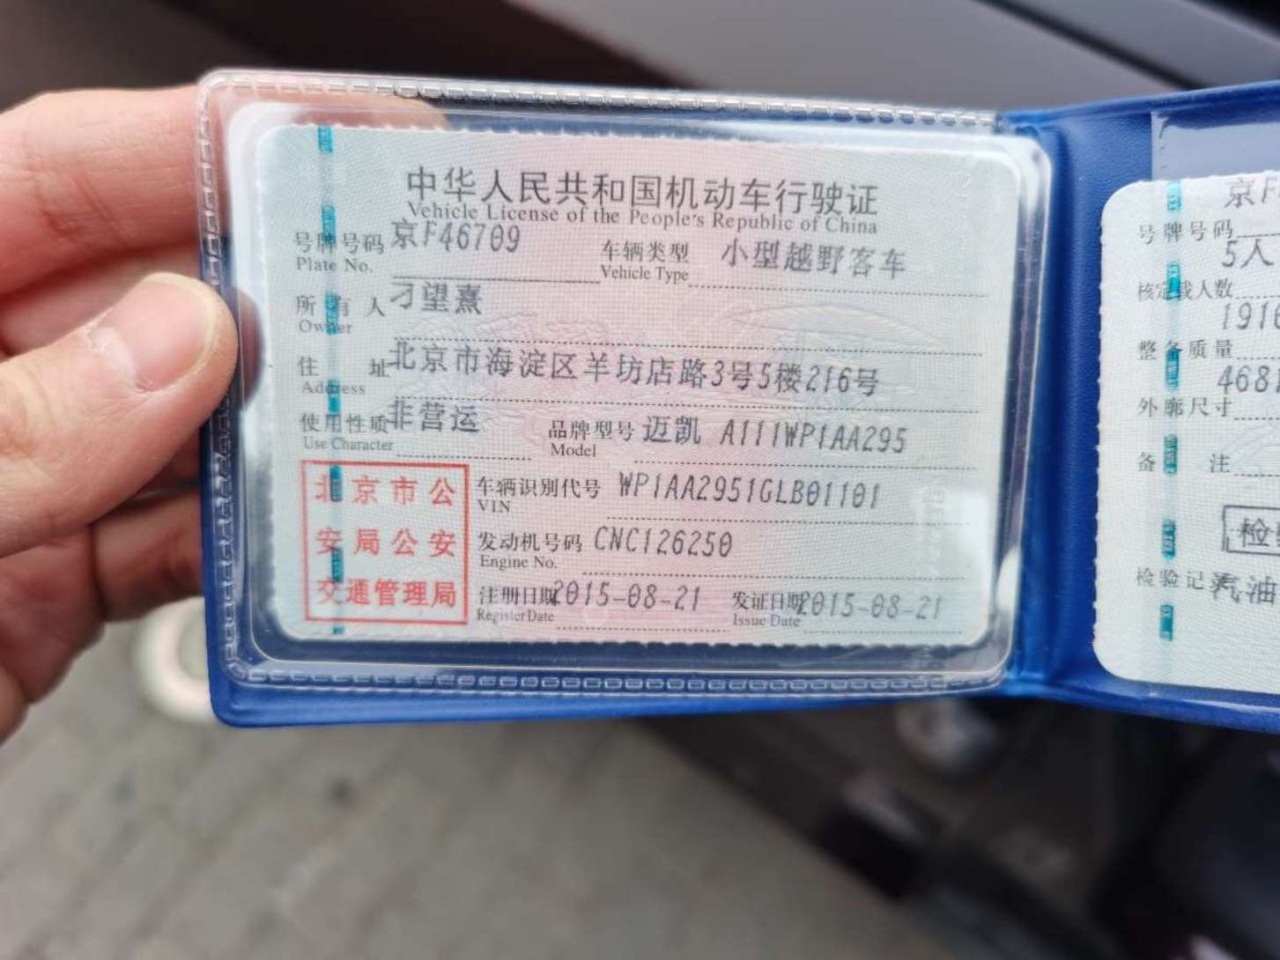 中华人民共和国机动车行驶证
Vehicle License of the People's Republic of China
号牌号码 京F46709 车辆类型 小型越野客车
Plate No. Vehicle Type
所有人 刁望熹
Owner
住址 北京市海淀区羊坊店路3号5楼216号
Address
使用性质 非营运 品牌型号 迈凯 A111WP1AA295
Use Character Model
北京市公
安局公安
交通管理局
车辆识别代号 WP1AA2951GLB01101
VIN
发动机号码 CNC126250
Engine No.
注册日期 2015-08-21 发证日期 2015-08-21
Register Date Issue Date
号牌号码 京F
核定载人数 5人
整备质量 191
外廓尺寸 468
备注
检
检验记录 汽油